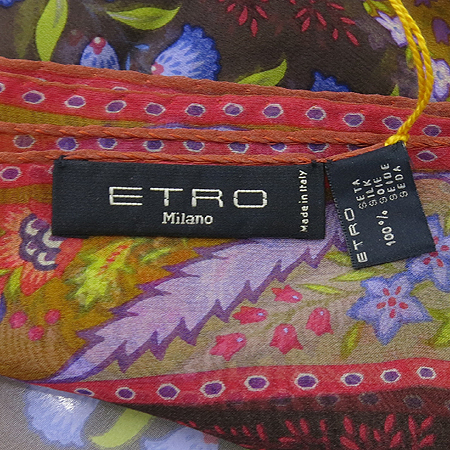 ETRO
Milano
Made in Italy
ETRO
100% SETA
SILK
SOIE
SEIDE
SEDA